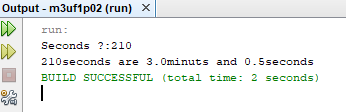 Output - m3uf1p02 (run)
run:
Seconds ?:210
210seconds are 3.0minuts and 0.5seconds
BUILD SUCCESSFUL (total time: 2 seconds)